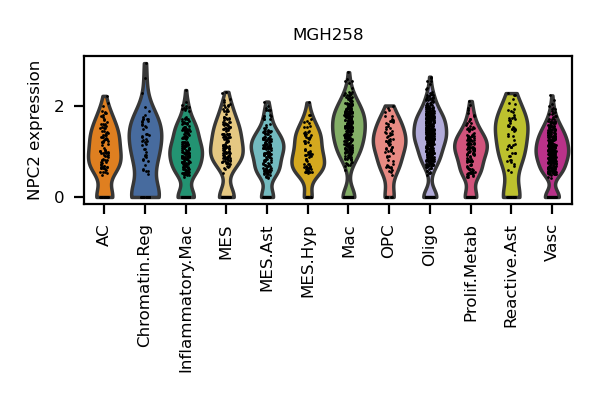 MGH258
NPC2 expression
2
0
AC
Chromatin.Reg
Inflammatory.Mac
MES
MES.Ast
MES.Hyp
Mac
OPC
Oligo
Prolif.Metab
Reactive.Ast
Vasc